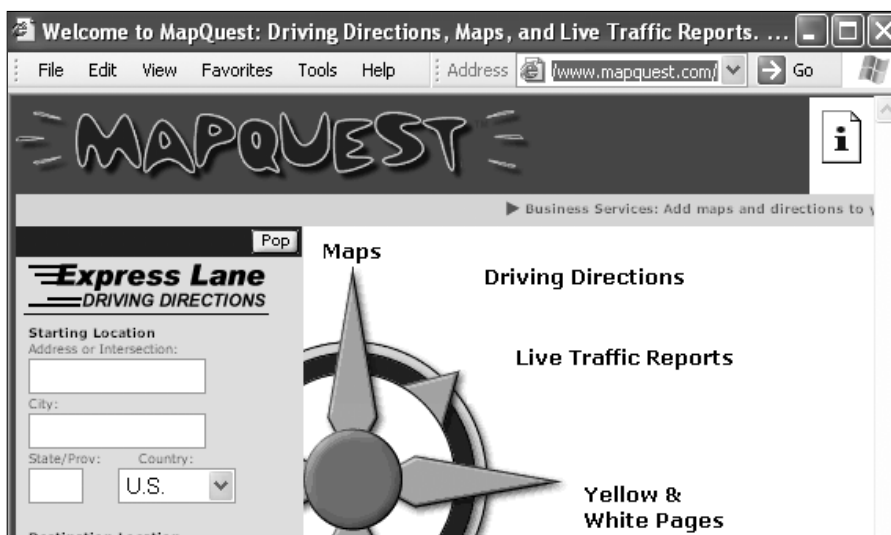 Welcome to MapQuest: Driving Directions, Maps, and Live Traffic Reports. ...
File Edit View Favorites Tools Help Address /www.mapquest.com/ Go
MAPQUEST
Business Services: Add maps and directions to y
Pop
Express Lane
DRIVING DIRECTIONS
Starting Location
Address or Intersection:
City:
State/Prov: Country:
U.S.
Destination Location
Maps
Driving Directions
Live Traffic Reports
Yellow &
White Pages